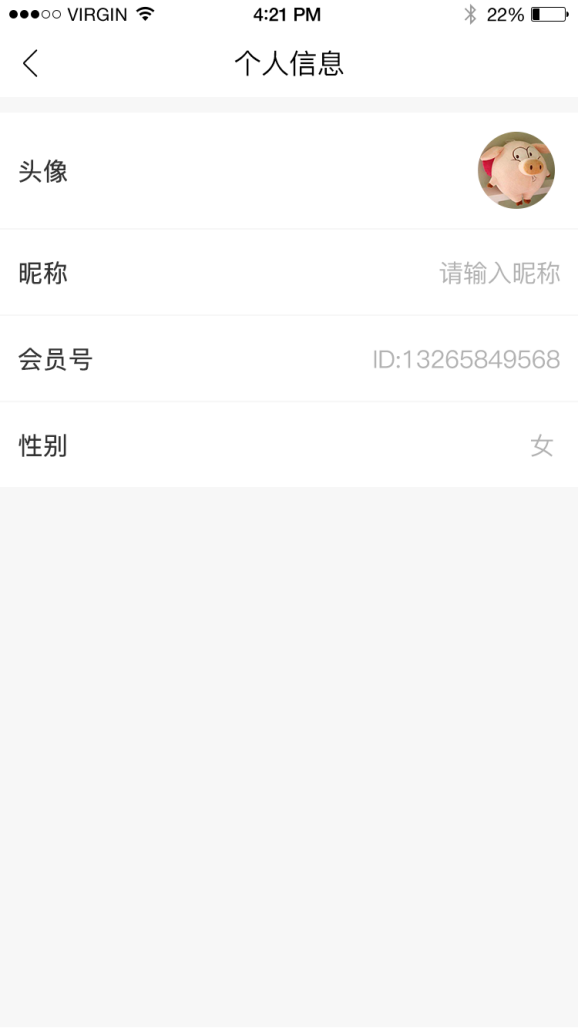 VIRGIN 4:21 PM 22%
个人信息
头像
昵称 请输入昵称
会员号 ID:13265849568
性别 女